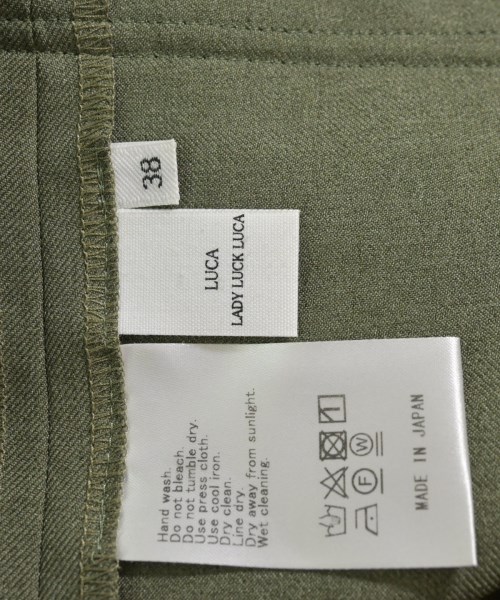 38
LUCA
LADY LUCK LUCA
Hand wash.
Do not bleach.
Do not tumble dry.
Use press cloth.
Use cool iron.
Dry clean.
Line dry.
Dry away from sunlight.
Wet cleaning.
F W
MADE IN JAPAN